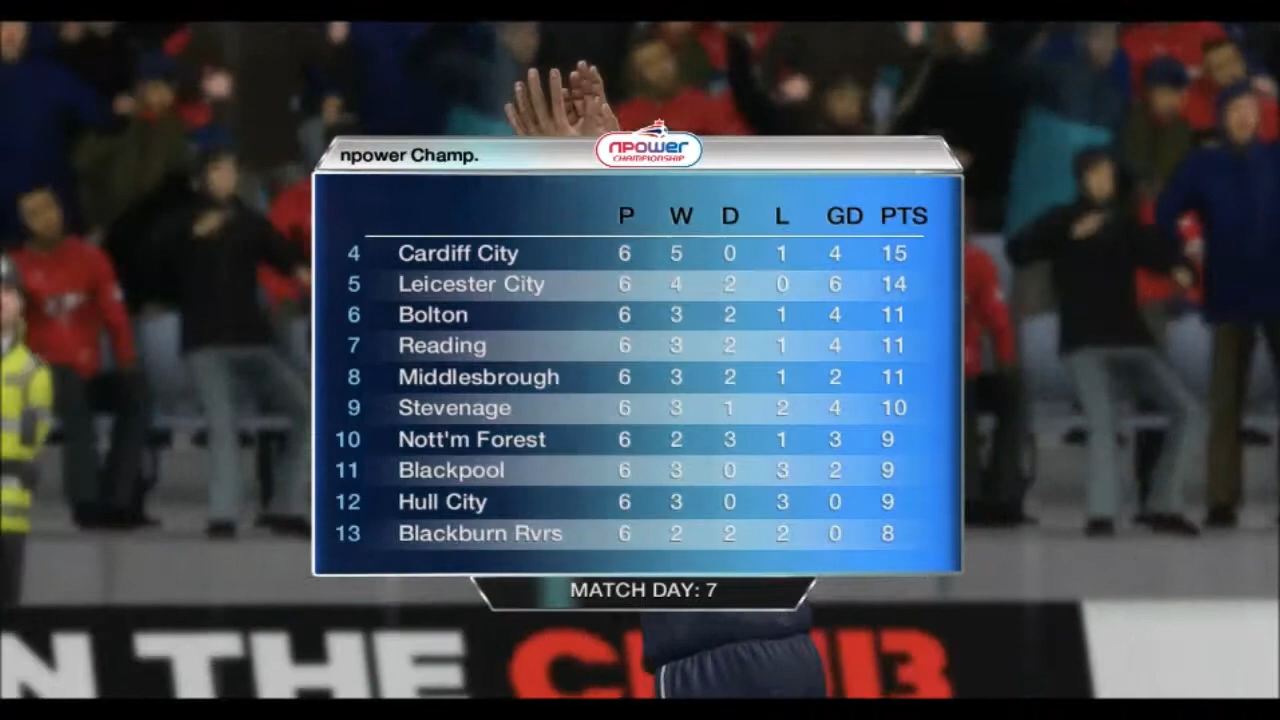 npower Champ.
npower
CHAMPIONSHIP
P W D L GD PTS
4 Cardiff City 6 5 0 1 4 15
5 Leicester City 6 4 2 0 6 14
6 Bolton 6 3 2 1 4 11
7 Reading 6 3 2 1 4 11
8 Middlesbrough 6 3 2 1 2 11
9 Stevenage 6 3 1 2 4 10
10 Nott'm Forest 6 2 3 1 3 9
11 Blackpool 6 3 0 3 2 9
12 Hull City 6 3 0 3 0 9
13 Blackburn Rvrs 6 2 2 2 0 8
MATCH DAY: 7
N THE CLUB